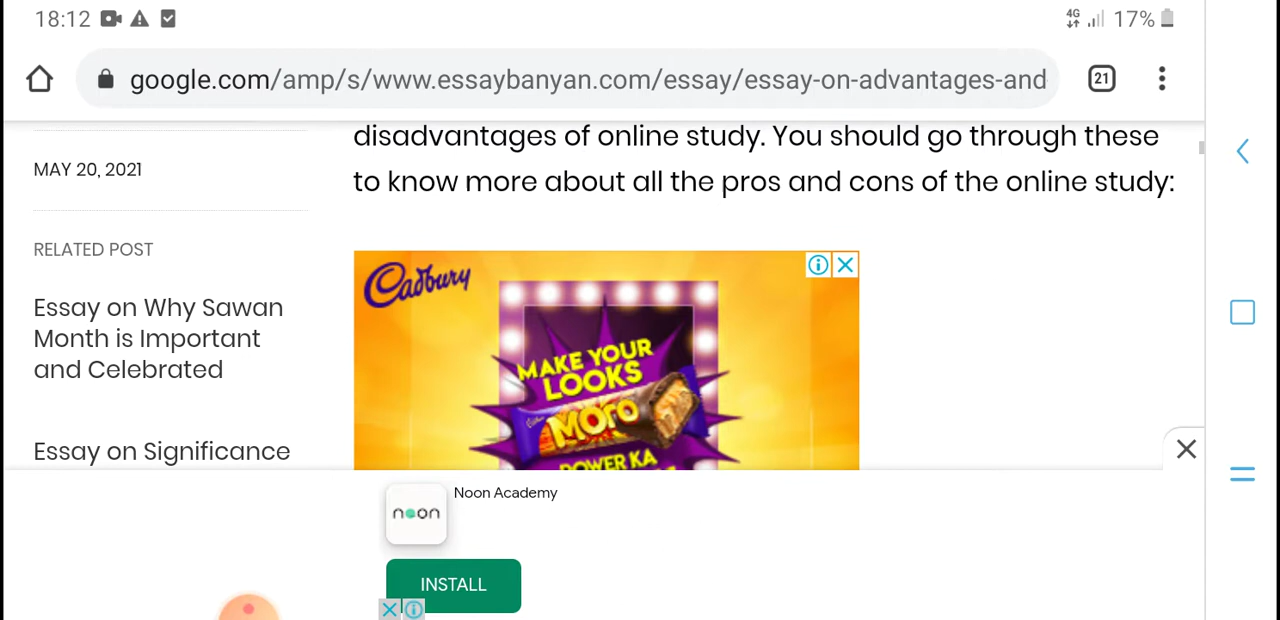 18:12
4G 17%
google.com/amp/s/www.essaybanyan.com/essay/essay-on-advantages-and
21
disadvantages of online study. You should go through these
to know more about all the pros and cons of the online study:
MAY 20, 2021
RELATED POST
Essay on Why Sawan
Month is Important
and Celebrated
Essay on Significance
Cadbury
MAKE YOUR
LOOKS
Cadbury
MORO
POWER KA
noon
Noon Academy
INSTALL